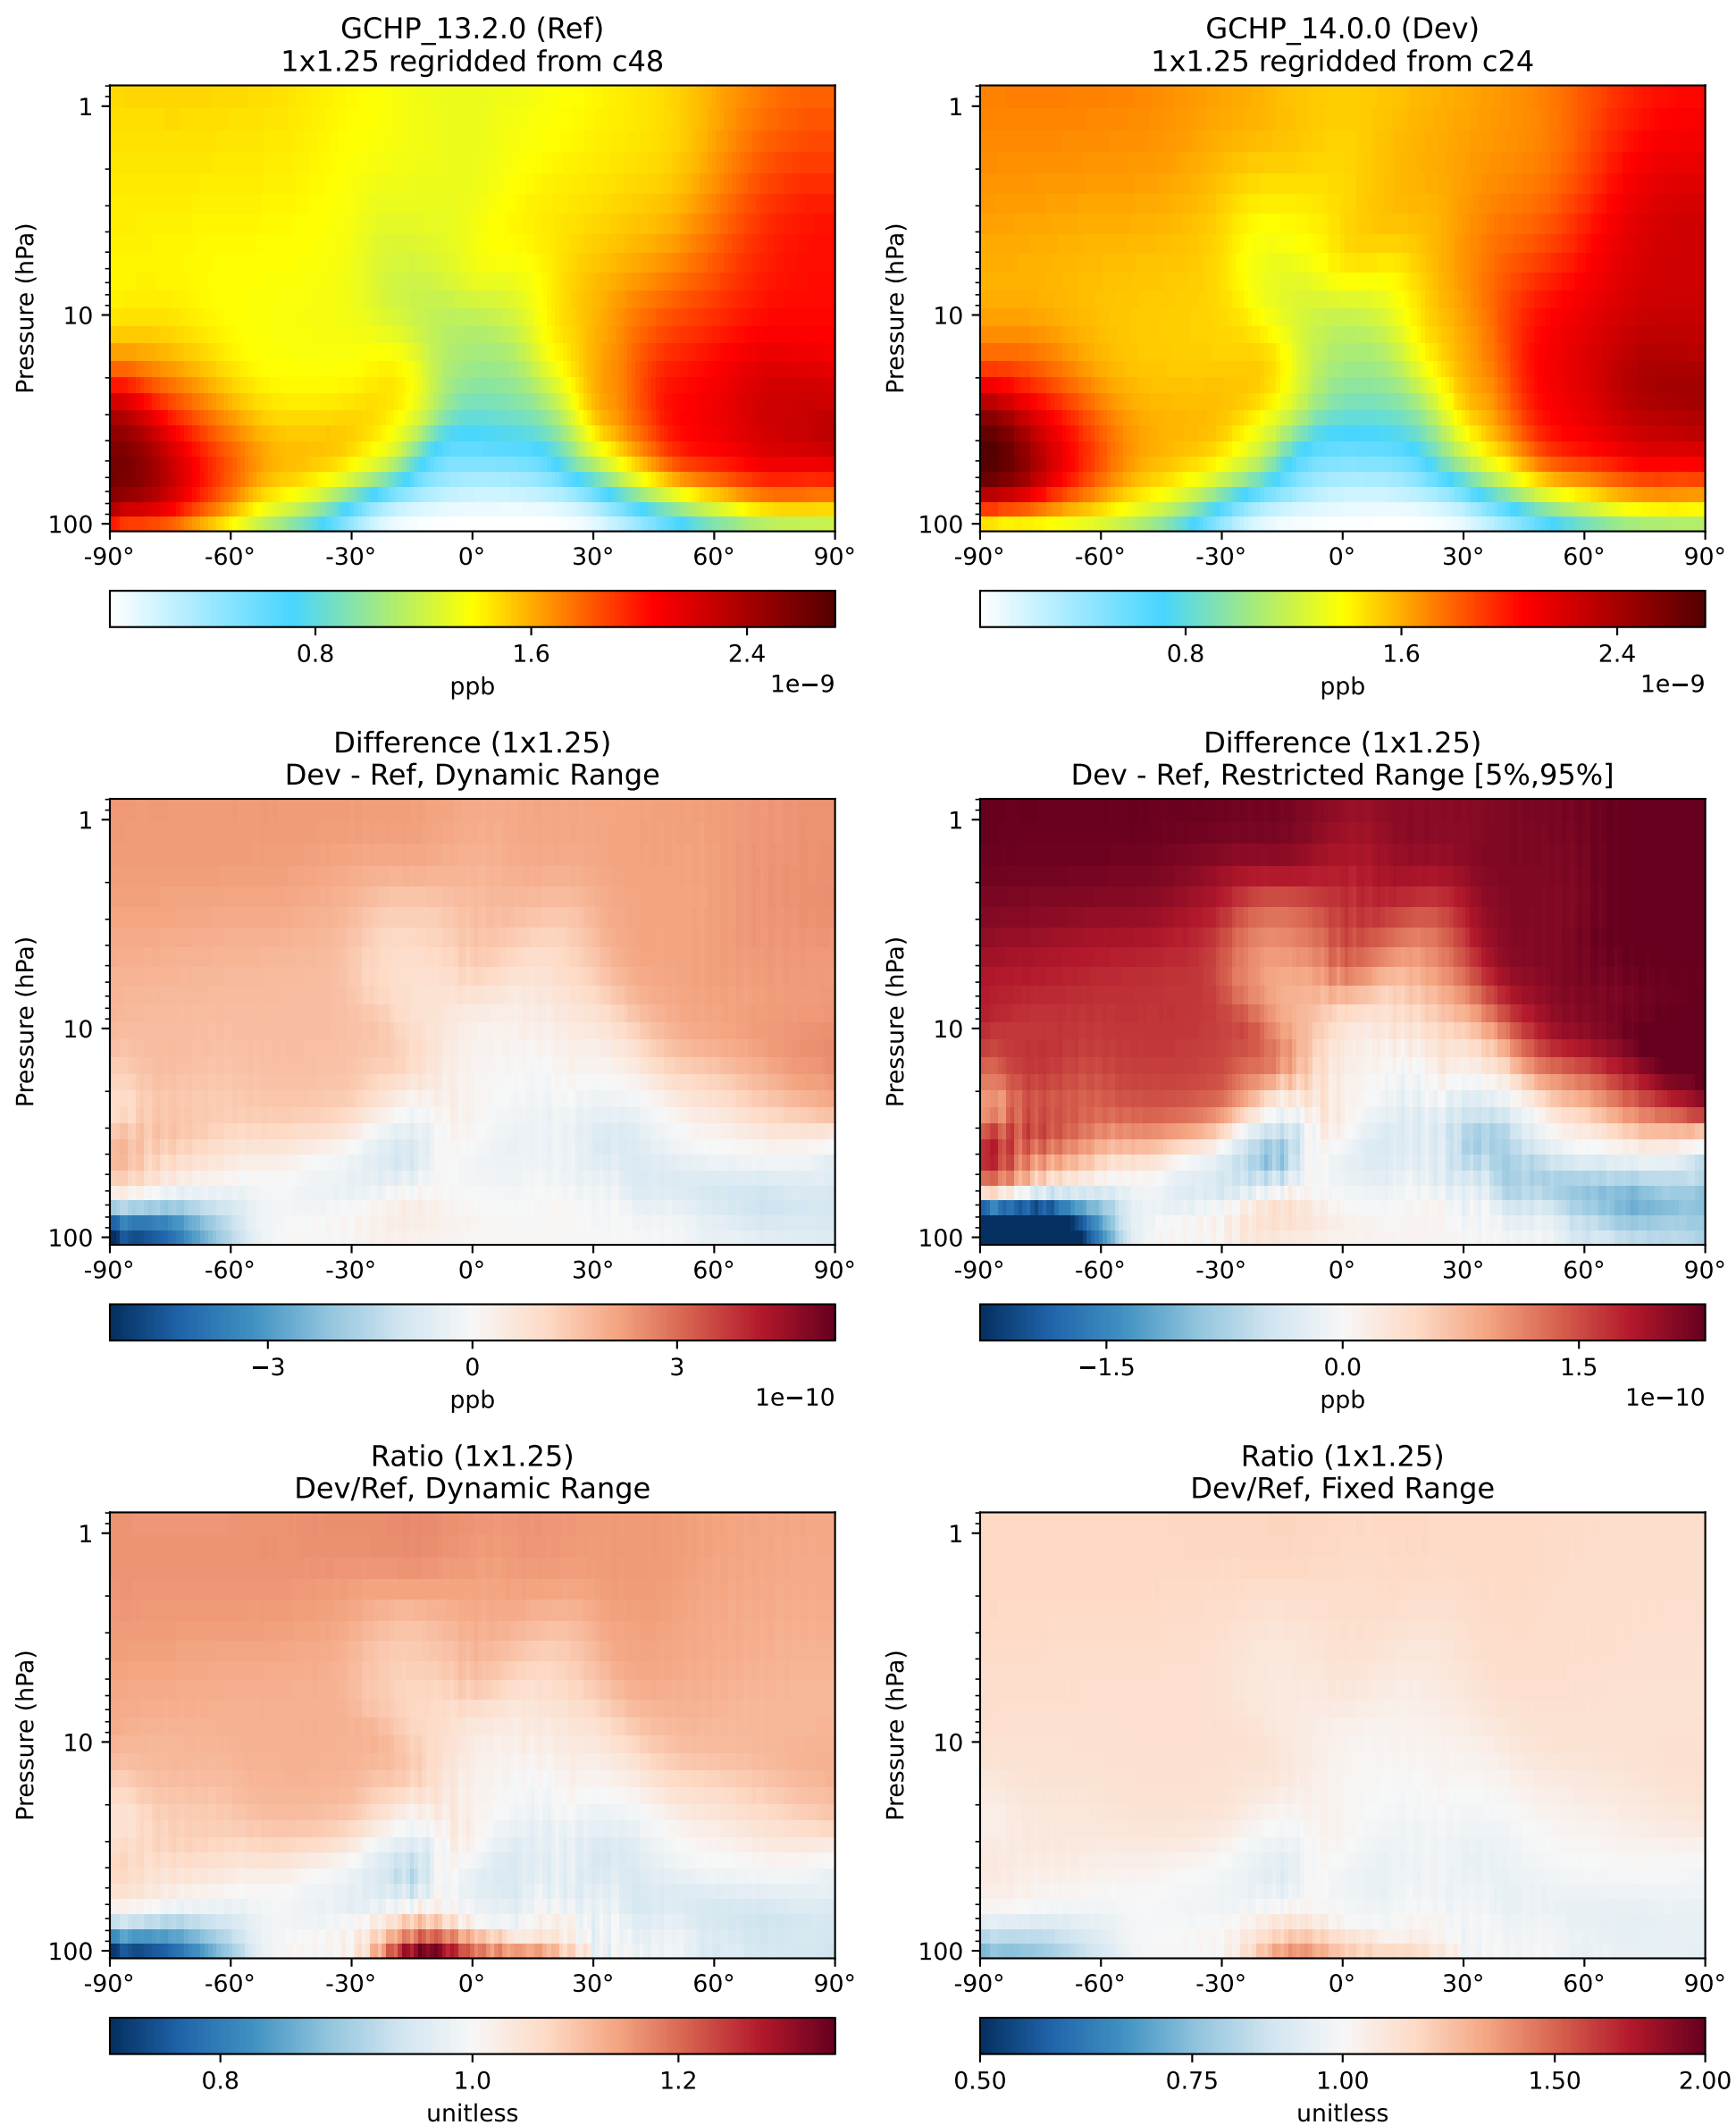 GCHP_13.2.0 (Ref)
1x1.25 regridded from c48
Pressure (hPa)
1
10
100
-90° -60° -30° 0° 30° 60° 90°
0.8 1.6 2.4
ppb 1e−9
GCHP_14.0.0 (Dev)
1x1.25 regridded from c24
Pressure (hPa)
1
10
100
-90° -60° -30° 0° 30° 60° 90°
0.8 1.6 2.4
ppb 1e−9
Difference (1x1.25)
Dev - Ref, Dynamic Range
Pressure (hPa)
1
10
100
-90° -60° -30° 0° 30° 60° 90°
−3 0 3
ppb 1e−10
Difference (1x1.25)
Dev - Ref, Restricted Range [5%,95%]
Pressure (hPa)
1
10
100
-90° -60° -30° 0° 30° 60° 90°
−1.5 0.0 1.5
ppb 1e−10
Ratio (1x1.25)
Dev/Ref, Dynamic Range
Pressure (hPa)
1
10
100
-90° -60° -30° 0° 30° 60° 90°
0.8 1.0 1.2
unitless
Ratio (1x1.25)
Dev/Ref, Fixed Range
Pressure (hPa)
1
10
100
-90° -60° -30° 0° 30° 60° 90°
0.50 0.75 1.00 1.50 2.00
unitless